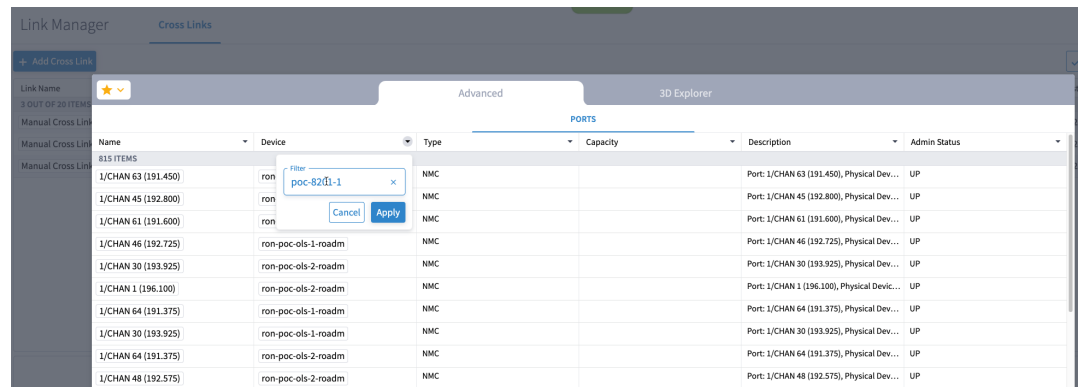 Link Manager Cross Links
+ Add Cross Link
Link Name
3 OUT OF 20 ITEMS
Manual Cross Link
Manual Cross Link
Manual Cross Link
Advanced 3D Explorer
PORTS
Name Device Type Capacity Description Admin Status
815 ITEMS
Filter
poc-8201-1 ×
Cancel Apply
1/CHAN 63 (191.450) ron NMC Port: 1/CHAN 63 (191.450), Physical Dev... UP
1/CHAN 45 (192.800) ron NMC Port: 1/CHAN 45 (192.800), Physical Dev... UP
1/CHAN 61 (191.600) ron NMC Port: 1/CHAN 61 (191.600), Physical Dev... UP
1/CHAN 46 (192.725) ron-poc-ols-1-roadm NMC Port: 1/CHAN 46 (192.725), Physical Dev... UP
1/CHAN 30 (193.925) ron-poc-ols-2-roadm NMC Port: 1/CHAN 30 (193.925), Physical Dev... UP
1/CHAN 1 (196.100) ron-poc-ols-2-roadm NMC Port: 1/CHAN 1 (196.100), Physical Devic... UP
1/CHAN 64 (191.375) ron-poc-ols-1-roadm NMC Port: 1/CHAN 64 (191.375), Physical Dev... UP
1/CHAN 30 (193.925) ron-poc-ols-1-roadm NMC Port: 1/CHAN 30 (193.925), Physical Dev... UP
1/CHAN 64 (191.375) ron-poc-ols-2-roadm NMC Port: 1/CHAN 64 (191.375), Physical Dev... UP
1/CHAN 48 (192.575) ron-poc-ols-2-roadm NMC Port: 1/CHAN 48 (192.575), Physical Dev... UP